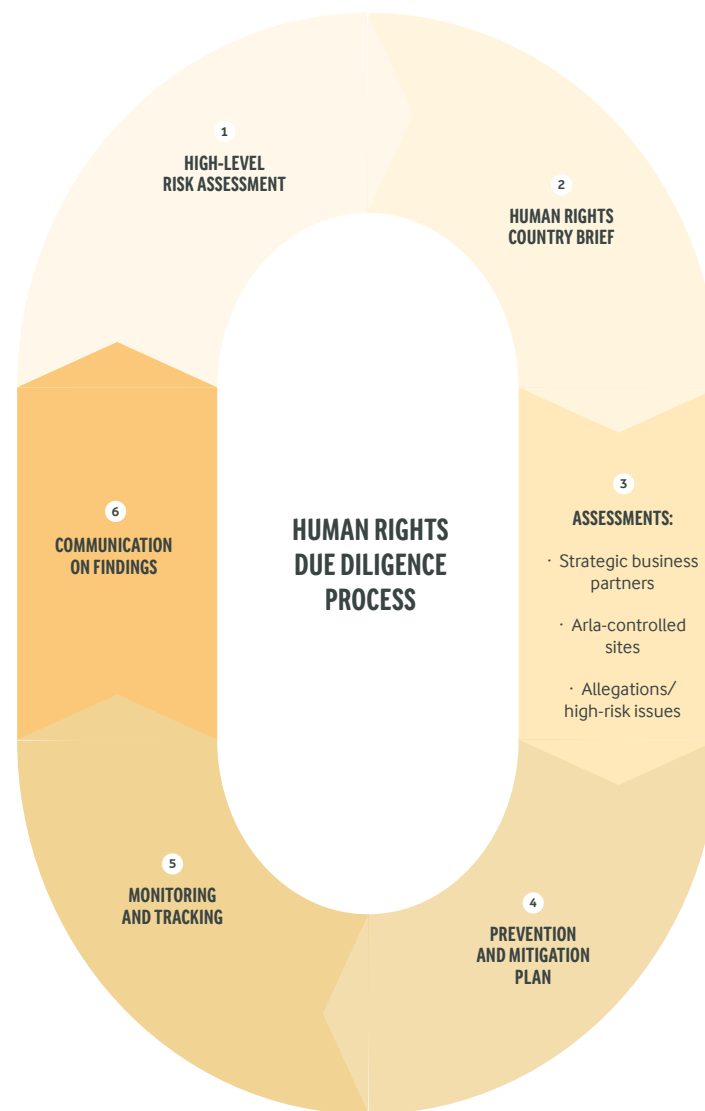 1
HIGH-LEVEL
RISK ASSESSMENT
2
HUMAN RIGHTS
COUNTRY BRIEF
3
ASSESSMENTS:
· Strategic business
partners
· Arla-controlled
sites
· Allegations/
high-risk issues
HUMAN RIGHTS
DUE DILIGENCE
PROCESS
4
PREVENTION
AND MITIGATION
PLAN
5
MONITORING
AND TRACKING
6
COMMUNICATION
ON FINDINGS